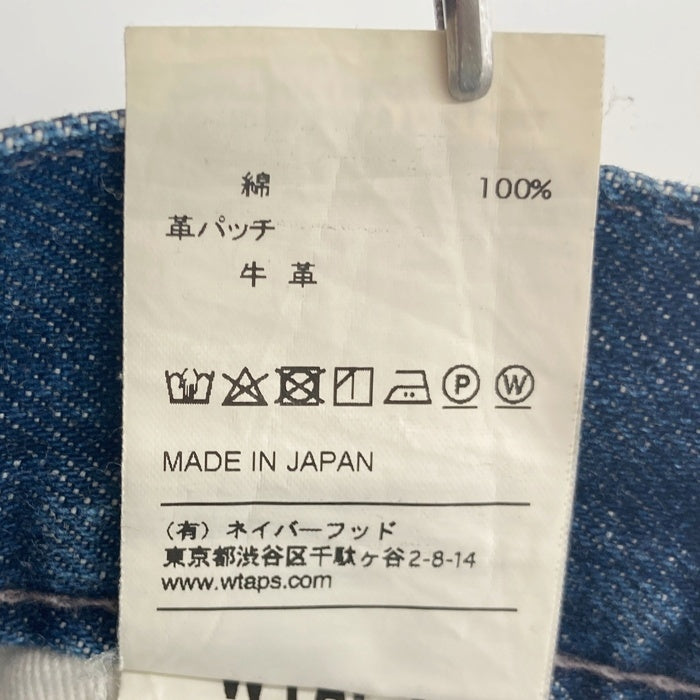 綿 100%
革パッチ
牛 革
P W
MADE IN JAPAN
（有）ネイバーフッド
東京都渋谷区千駄ヶ谷2-8-14
www.wtaps.com